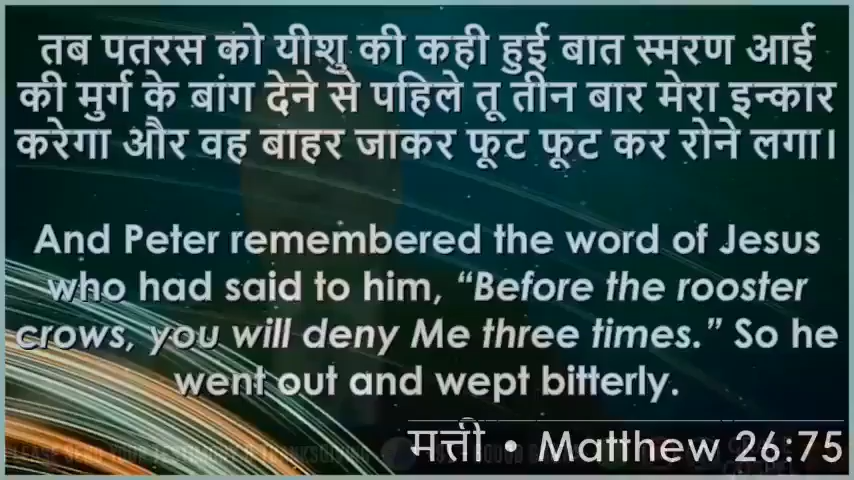 तब पतरस को यीशु की कही हुई बात स्मरण आई
की मुर्ग के बांग देने से पहिले तू तीन बार मेरा इन्कार
करेगा और वह बाहर जाकर फूट फूट कर रोने लगा।
And Peter remembered the word of Jesus
who had said to him, “Before the rooster
crows, you will deny Me three times.” So he
went out and wept bitterly.
मत्ती • Matthew 26:75